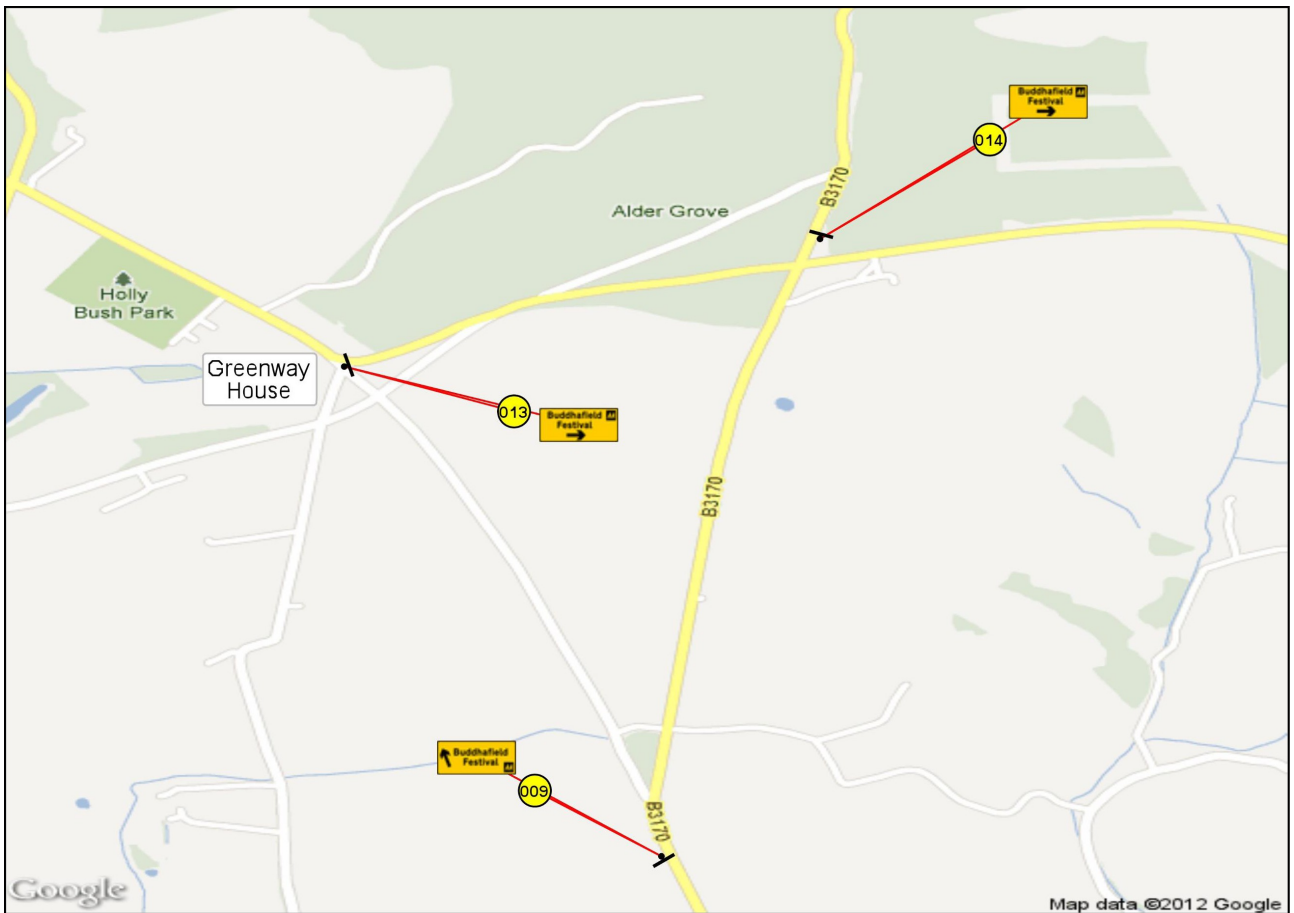 Buddhafield AA
Festival
→
014
B3170
Alder Grove
Holly
Bush Park
Greenway
House
013
Buddhafield AA
Festival
→
B3170
Buddhafield
Festival AA
009
B3170
Google
Map data ©2012 Google